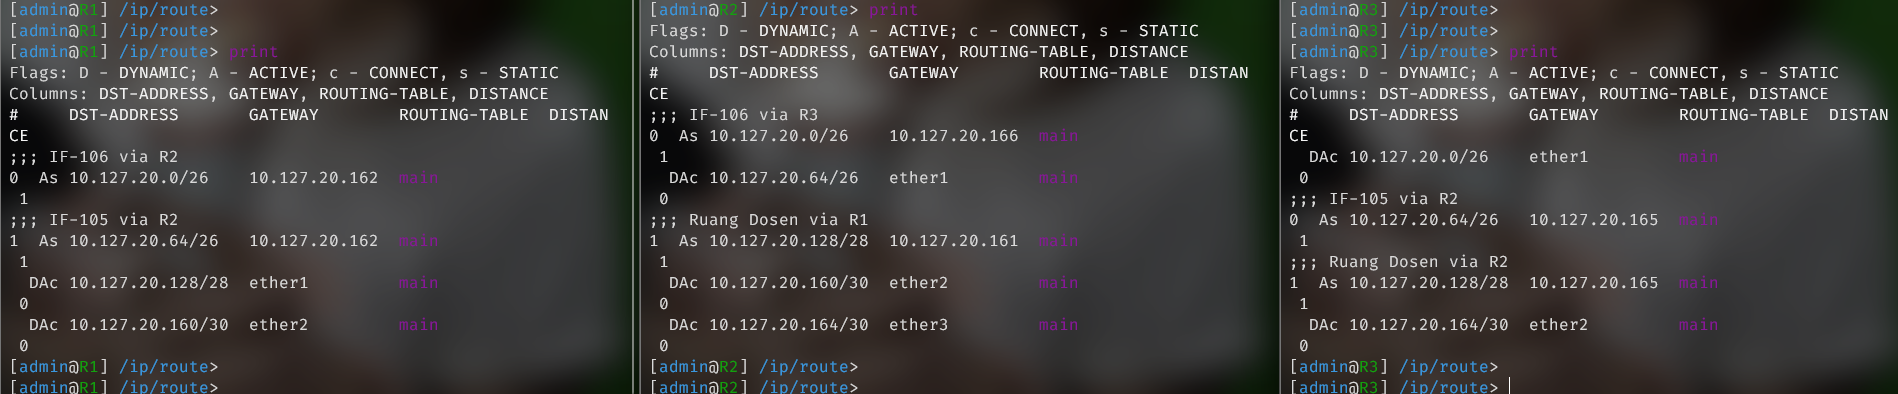 [admin@R1] /ip/route>
[admin@R1] /ip/route>
[admin@R1] /ip/route> print
Flags: D - DYNAMIC; A - ACTIVE; c - CONNECT, s - STATIC
Columns: DST-ADDRESS, GATEWAY, ROUTING-TABLE, DISTANCE
#     DST-ADDRESS       GATEWAY        ROUTING-TABLE  DISTAN
CE
;;; IF-106 via R2
0  As 10.127.20.0/26    10.127.20.162  main
 1
;;; IF-105 via R2
1  As 10.127.20.64/26   10.127.20.162  main
 1
  DAc 10.127.20.128/28  ether1         main
 0
  DAc 10.127.20.160/30  ether2         main
 0
[admin@R1] /ip/route>
[admin@R1] /ip/route>
[admin@R2] /ip/route> print
Flags: D - DYNAMIC; A - ACTIVE; c - CONNECT, s - STATIC
Columns: DST-ADDRESS, GATEWAY, ROUTING-TABLE, DISTANCE
#     DST-ADDRESS       GATEWAY        ROUTING-TABLE  DISTAN
CE
;;; IF-106 via R3
0  As 10.127.20.0/26    10.127.20.166  main
 1
  DAc 10.127.20.64/26   ether1         main
 0
;;; Ruang Dosen via R1
1  As 10.127.20.128/28  10.127.20.161  main
 1
  DAc 10.127.20.160/30  ether2         main
 0
  DAc 10.127.20.164/30  ether3         main
 0
[admin@R2] /ip/route>
[admin@R2] /ip/route>
[admin@R3] /ip/route>
[admin@R3] /ip/route>
[admin@R3] /ip/route> print
Flags: D - DYNAMIC; A - ACTIVE; c - CONNECT, s - STATIC
Columns: DST-ADDRESS, GATEWAY, ROUTING-TABLE, DISTANCE
#     DST-ADDRESS       GATEWAY        ROUTING-TABLE  DISTAN
CE
  DAc 10.127.20.0/26    ether1         main
 0
;;; IF-105 via R2
0  As 10.127.20.64/26   10.127.20.165  main
 1
;;; Ruang Dosen via R2
1  As 10.127.20.128/28  10.127.20.165  main
 1
  DAc 10.127.20.164/30  ether2         main
 0
[admin@R3] /ip/route>
[admin@R3] /ip/route>